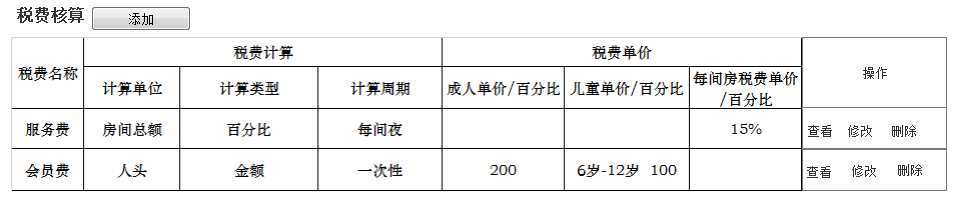 税费核算 添加
税费名称 税费计算 税费单价 操作
计算单位 计算类型 计算周期 成人单价/百分比 儿童单价/百分比 每间房税费单价
/百分比
服务费 房间总额 百分比 每间夜 15% 查看 修改 删除
会员费 人头 金额 一次性 200 6岁-12岁 100 查看 修改 删除